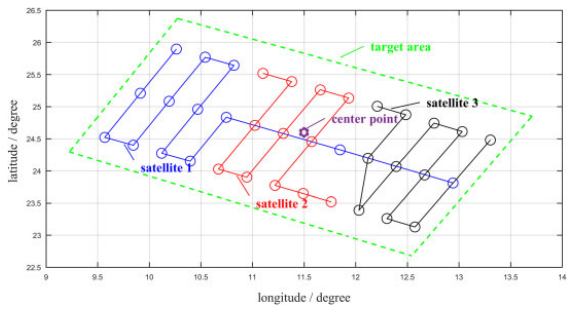 26.5
26
25.5
25
24.5
24
23.5
23
22.5
latitude / degree
target area
satellite 3
center point
satellite 1
satellite 2
9 9.5 10 10.5 11 11.5 12 12.5 13 13.5 14
longitude / degree